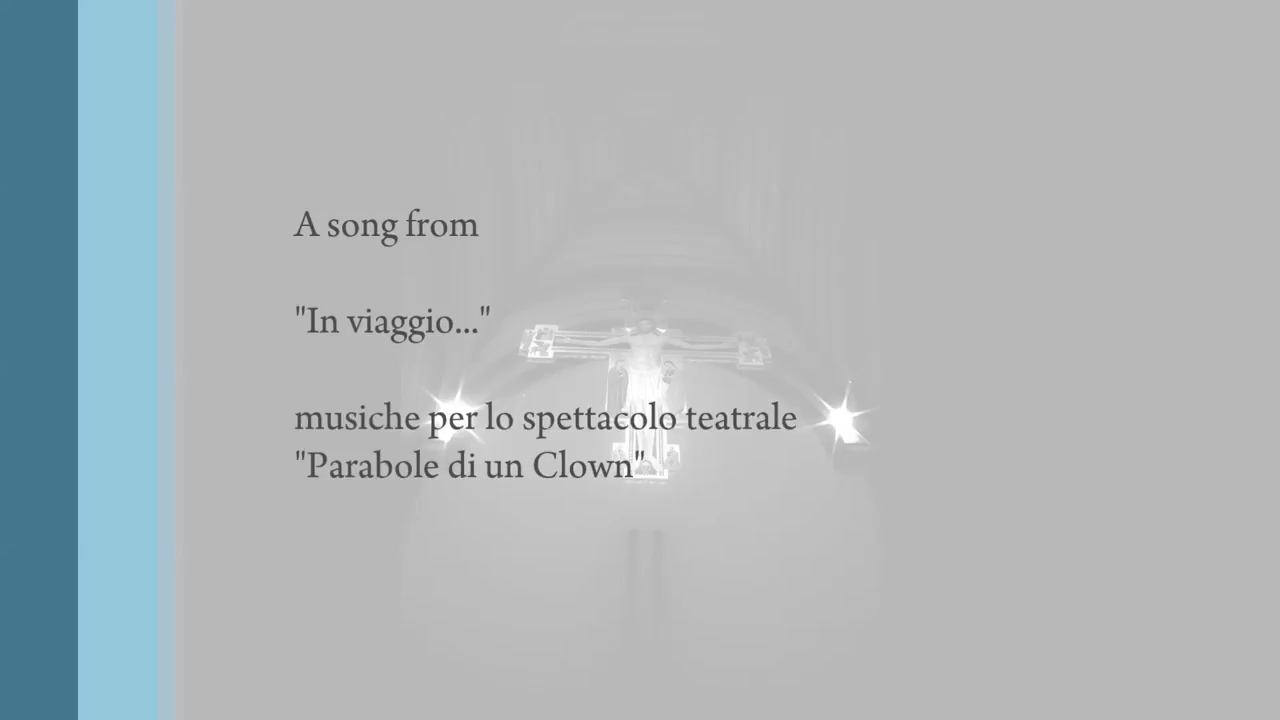 A song from
"In viaggio..."
musiche per lo spettacolo teatrale
"Parabole di un Clown"